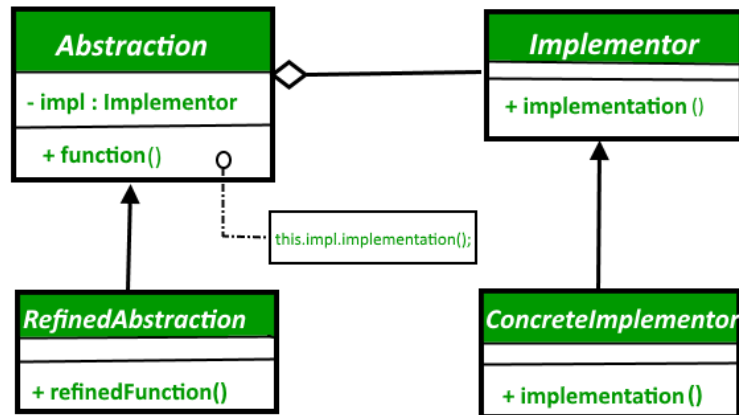 Abstraction
- impl : Implementor
+ function()
Implementor
+ implementation ()
this.impl.implementation();
RefinedAbstraction
+ refinedFunction()
ConcreteImplementor
+ implementation ()